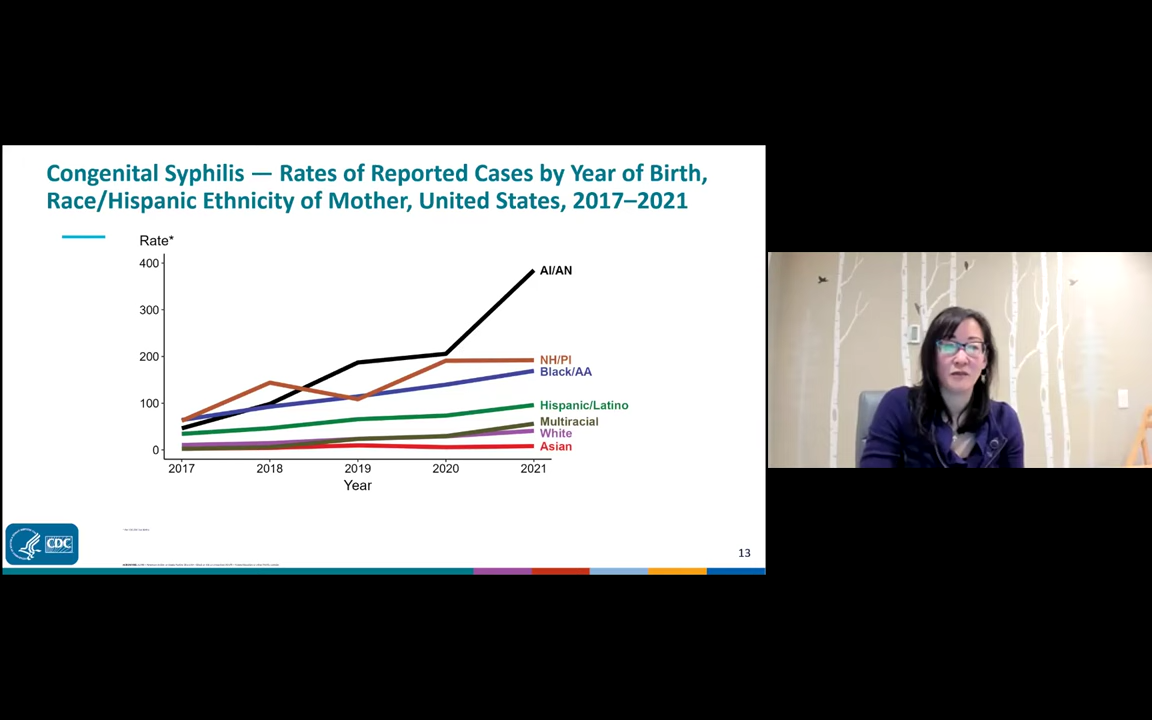 Congenital Syphilis — Rates of Reported Cases by Year of Birth,
Race/Hispanic Ethnicity of Mother, United States, 2017–2021
Rate*
400
300
200
100
0
AI/AN
NH/PI
Black/AA
Hispanic/Latino
Multiracial
White
Asian
2017 2018 2019 2020 2021
Year
CDC
13